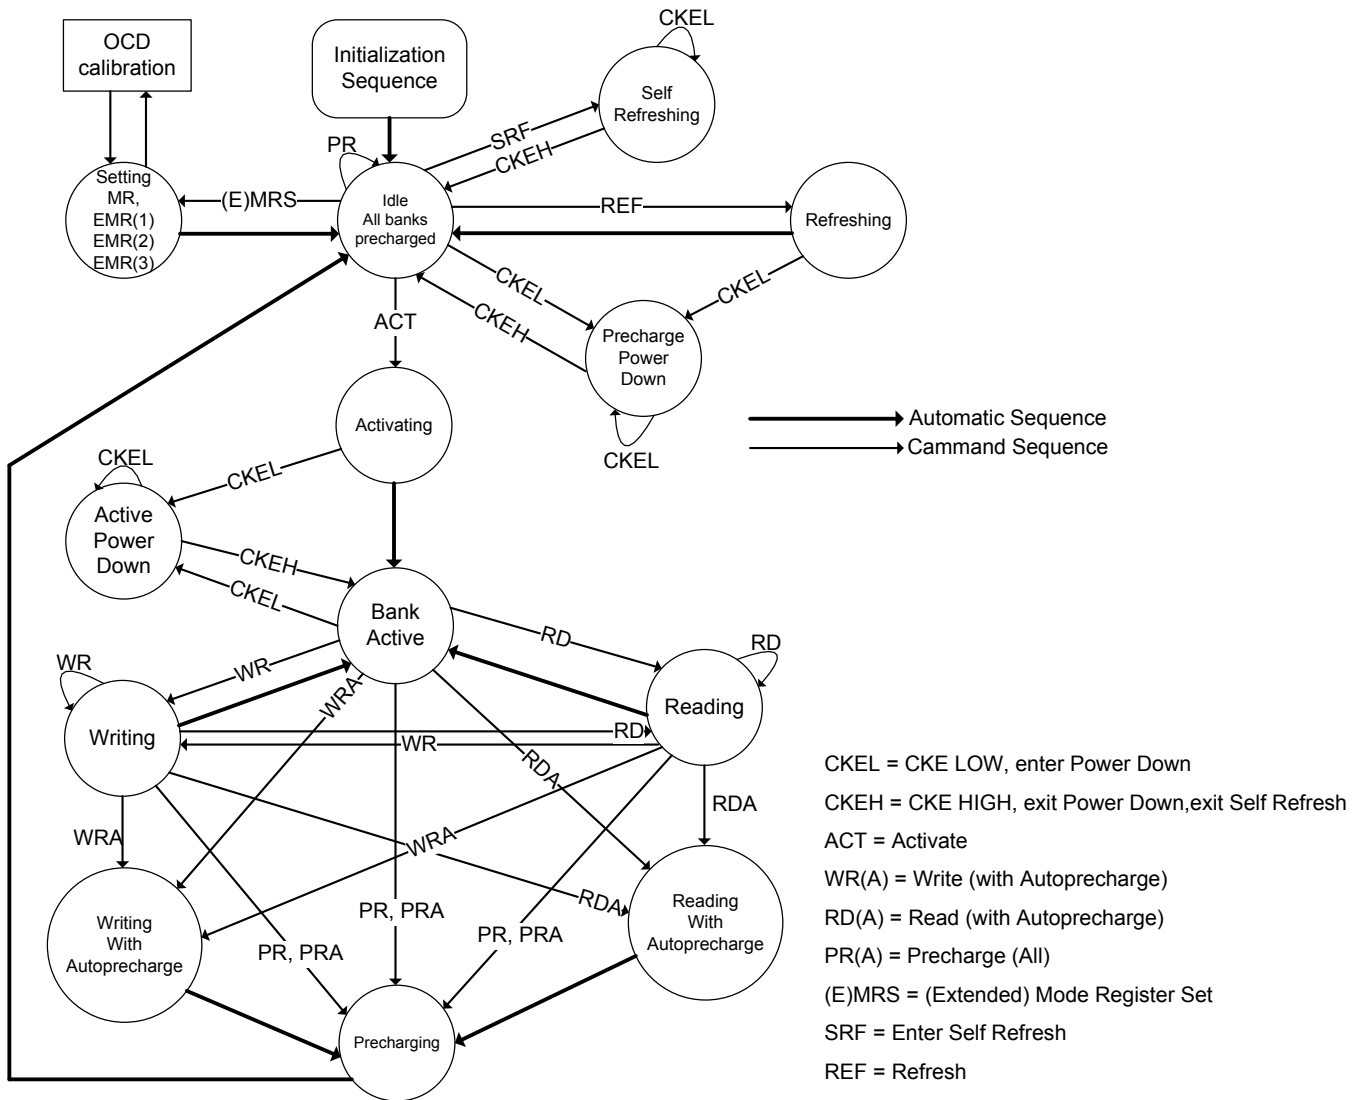 OCD
calibration
Initialization
Sequence
CKEL
Self
Refreshing
SRF
CKEH
PR
Setting
MR,
EMR(1)
EMR(2)
EMR(3)
(E)MRS
Idle
All banks
precharged
REF
Refreshing
CKEL
CKEH
CKEL
ACT
Precharge
Power
Down
CKEL
Activating
Automatic Sequence
Cammand Sequence
CKEL
CKEL
Active
Power
Down
CKEH
CKEL
Bank
Active
RD
RD
WR
WR
WRA
Reading
Writing
RD
WR
RDA
RDA
WRA
WRA
RDA
PR, PRA
PR, PRA
PR, PRA
Writing
With
Autoprecharge
Reading
With
Autoprecharge
Precharging
CKEL = CKE LOW, enter Power Down
CKEH = CKE HIGH, exit Power Down,exit Self Refresh
ACT = Activate
WR(A) = Write (with Autoprecharge)
RD(A) = Read (with Autoprecharge)
PR(A) = Precharge (All)
(E)MRS = (Extended) Mode Register Set
SRF = Enter Self Refresh
REF = Refresh